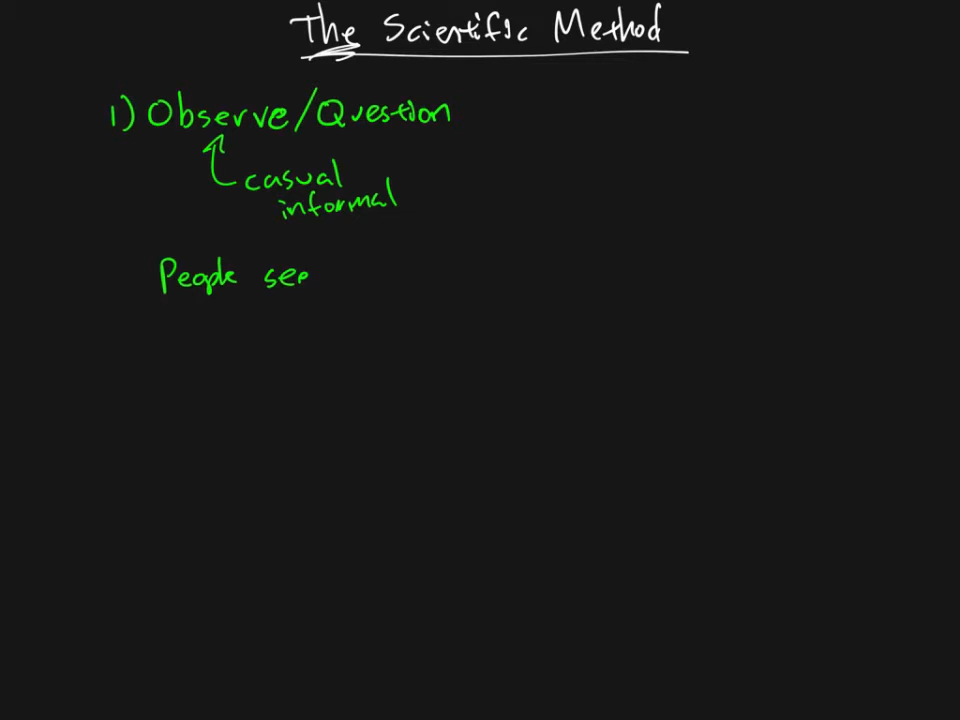 The Scientific Method
1) Observe/Question
casual
informal
People see